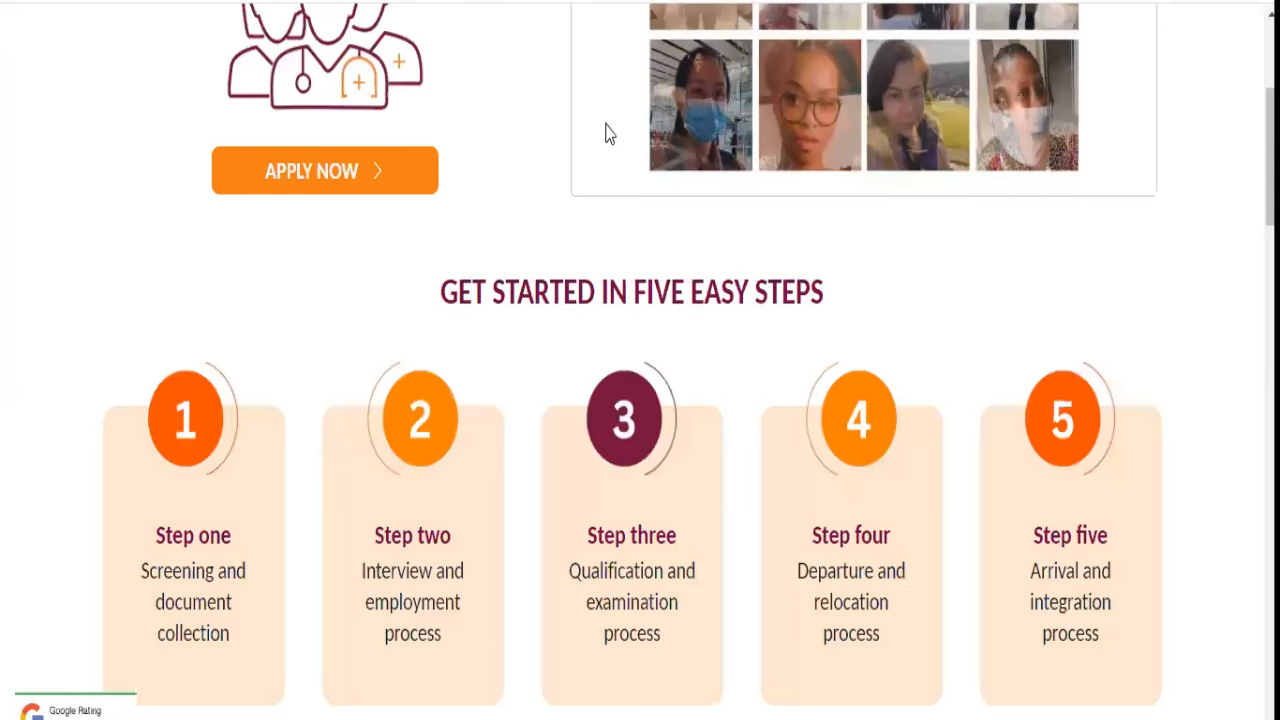 APPLY NOW
GET STARTED IN FIVE EASY STEPS
1
2
3
4
5
Step one
Screening and
document
collection
Step two
Interview and
employment
process
Step three
Qualification and
examination
process
Step four
Departure and
relocation
process
Step five
Arrival and
integration
process
Google Rating